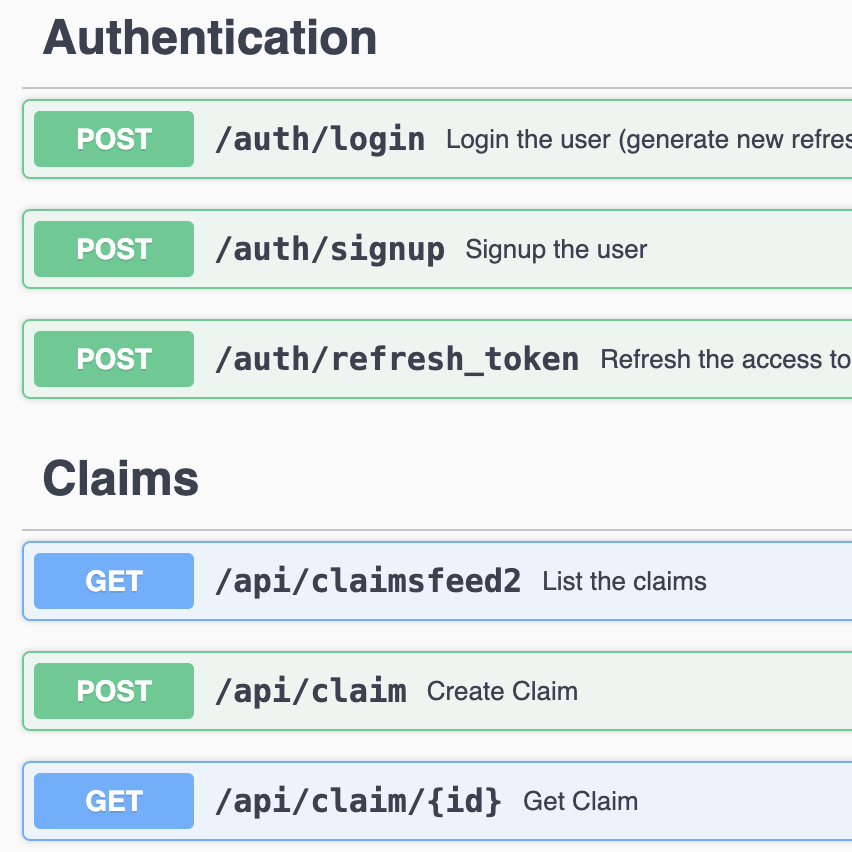 Authentication
POST /auth/login Login the user (generate new
POST /auth/signup Signup the user
POST /auth/refresh_token Refresh the access
Claims
GET /api/claimsfeed2 List the claims
POST /api/claim Create Claim
GET /api/claim/{id} Get Claim